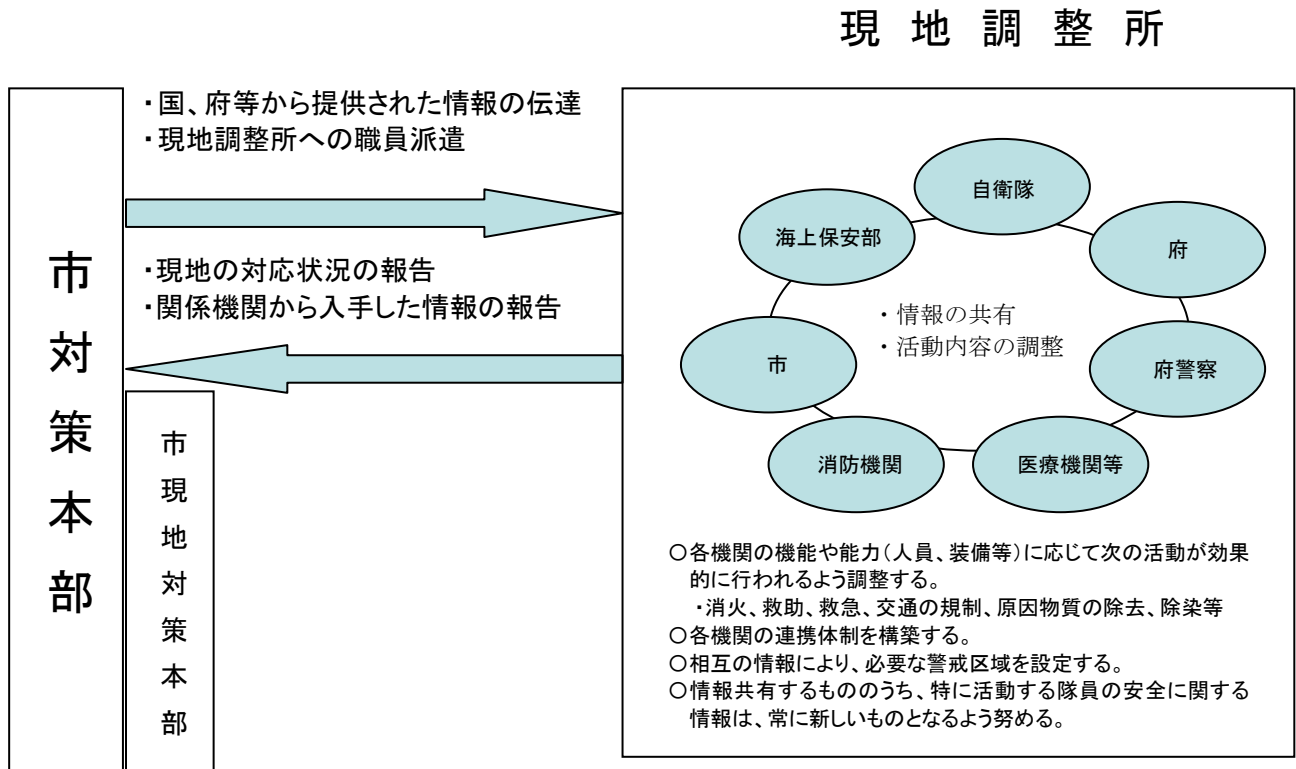 現地調整所
・国、府等から提供された情報の伝達
・現地調整所への職員派遣
・現地の対応状況の報告
・関係機関から入手した情報の報告
市対策本部
市現地対策本部
自衛隊
海上保安部
府
・情報の共有
・活動内容の調整
市
府警察
消防機関
医療機関等
○各機関の機能や能力(人員、装備等)に応じて次の活動が効果
的に行われるよう調整する。
・消火、救助、救急、交通の規制、原因物質の除去、除染等
○各機関の連携体制を構築する。
○相互の情報により、必要な警戒区域を設定する。
○情報共有するもののうち、特に活動する隊員の安全に関する
情報は、常に新しいものとなるよう努める。